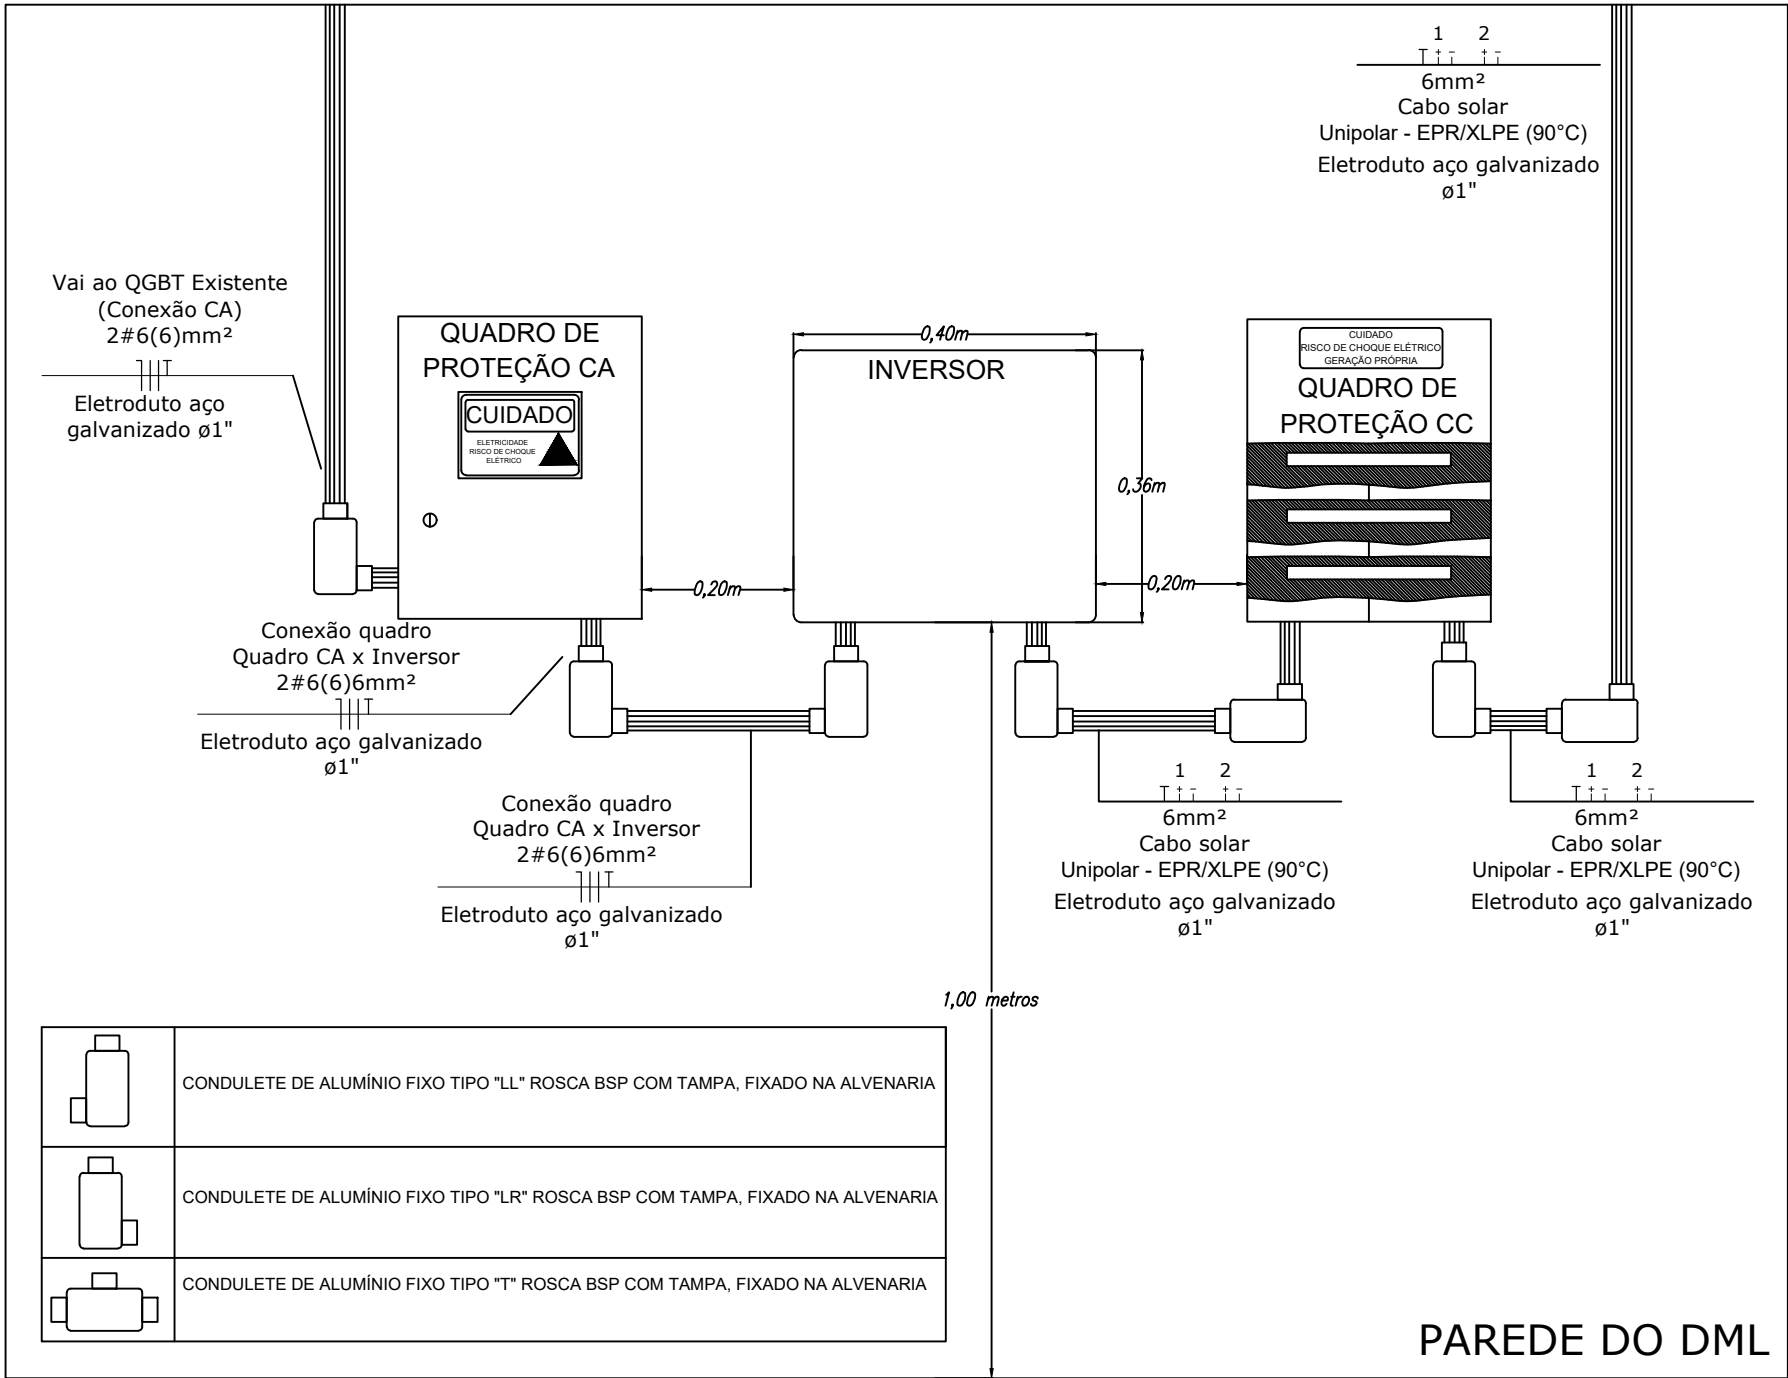 1 2
6mm²
Cabo solar
Unipolar - EPR/XLPE (90°C)
Eletroduto aço galvanizado
ø1"
Vai ao QGBT Existente
(Conexão CA)
2#6(6)mm²
Eletroduto aço
galvanizado ø1"
QUADRO DE
PROTEÇÃO CA
CUIDADO
ELETRICIDADE
RISCO DE CHOQUE
ELÉTRICO
0,40m
INVERSOR
0,36m
CUIDADO
RISCO DE CHOQUE ELÉTRICO
GERAÇÃO PRÓPRIA
QUADRO DE
PROTEÇÃO CC
0,20m
0,20m
Conexão quadro
Quadro CA x Inversor
2#6(6)6mm²
Eletroduto aço galvanizado
ø1"
Conexão quadro
Quadro CA x Inversor
2#6(6)6mm²
Eletroduto aço galvanizado
ø1"
1 2
6mm²
Cabo solar
Unipolar - EPR/XLPE (90°C)
Eletroduto aço galvanizado
ø1"
1 2
6mm²
Cabo solar
Unipolar - EPR/XLPE (90°C)
Eletroduto aço galvanizado
ø1"
1,00 metros
CONDULETE DE ALUMÍNIO FIXO TIPO "LL" ROSCA BSP COM TAMPA, FIXADO NA ALVENARIA
CONDULETE DE ALUMÍNIO FIXO TIPO "LR" ROSCA BSP COM TAMPA, FIXADO NA ALVENARIA
CONDULETE DE ALUMÍNIO FIXO TIPO "T" ROSCA BSP COM TAMPA, FIXADO NA ALVENARIA
PAREDE DO DML